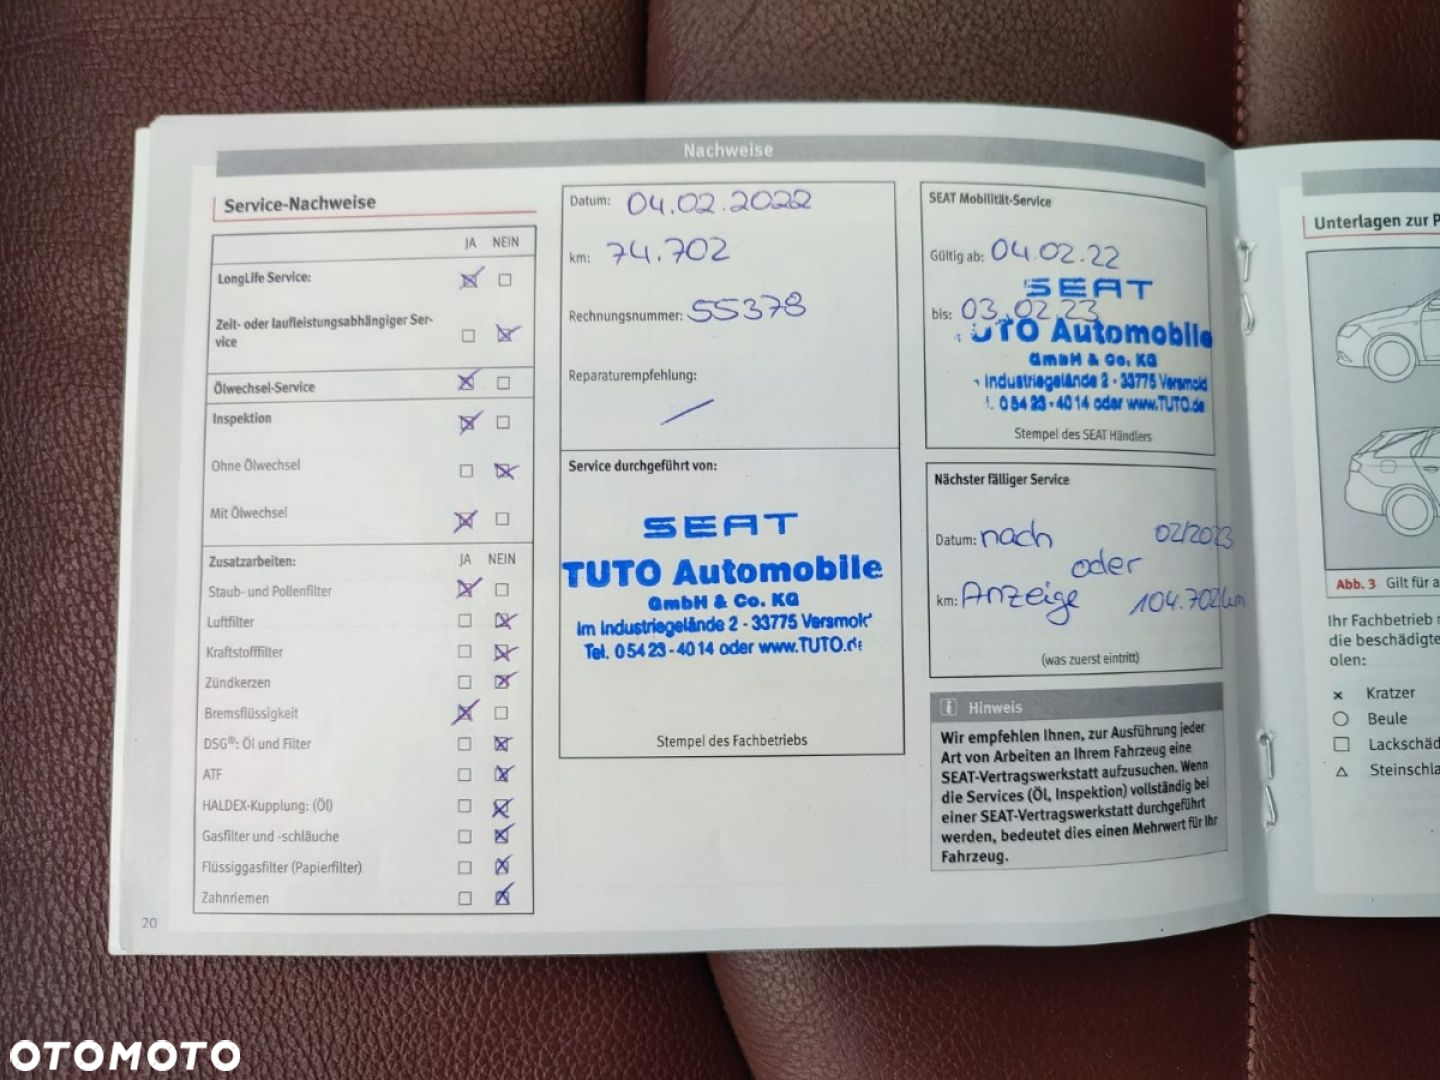 Nachweise
Service-Nachweise
JA NEIN
LongLife Service:
Zeit- oder laufleistungsabhängiger Ser-
vice
Ölwechsel-Service
Inspektion
Ohne Ölwechsel
Mit Ölwechsel
Zusatzarbeiten: JA NEIN
Staub- und Pollenfilter
Luftfilter
Kraftstofffilter
Zündkerzen
Bremsflüssigkeit
DSG®: Öl und Filter
ATF
HALDEX-Kupplung: (Öl)
Gasfilter und -schläuche
Flüssiggasfilter (Papierfilter)
Zahnriemen
20
Datum: 04.02.2022
km: 74.702
Rechnungsnummer: 55378
Reparaturempfehlung:
Service durchgeführt von:
SEAT
TUTO Automobile
GmbH & Co. KG
Im Industriegelände 2 - 33775 Versmold
Tel. 05423-4014 oder www.TUTO.de
Stempel des Fachbetriebs
SEAT Mobilität-Service
Gültig ab: 04.02.22
SEAT
bis: 03.02.23
TUTO Automobile
GmbH & Co. KG
Industriegelände 2 - 33775 Versmold
05423-4014 oder www.TUTO.de
Stempel des SEAT Händlers
Nächster fälliger Service
Datum: nach 02/2023
oder
km: Anzeige 104.702km
(was zuerst eintritt)
i Hinweis
Wir empfehlen Ihnen, zur Ausführung jeder
Art von Arbeiten an Ihrem Fahrzeug eine
SEAT-Vertragswerkstatt aufzusuchen. Wenn
die Services (Öl, Inspektion) vollständig bei
einer SEAT-Vertragswerkstatt durchgeführt
werden, bedeutet dies einen Mehrwert für Ihr
Fahrzeug.
Unterlagen zur P
Abb. 3 Gilt für a
Ihr Fachbetrieb
die beschädigte
olen:
Kratzer
Beule
Lackschäd
Steinschla
OTOMOTO